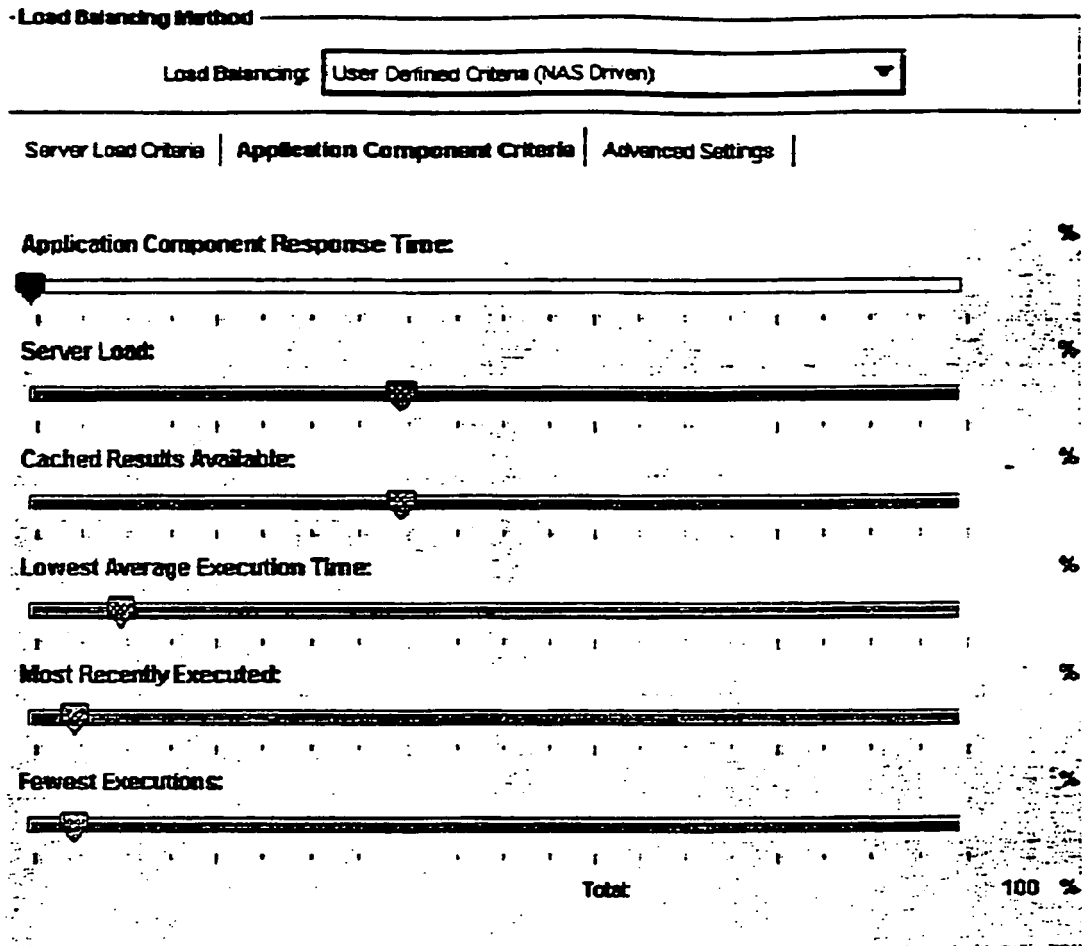 Load Balancing Method
Load Balancing: User Defined Criteria (NAS Driven)
Server Load Criteria | Application Component Criteria | Advanced Settings |
Application Component Response Time: %
Server Load: %
Cached Results Available: %
Lowest Average Execution Time: %
Most Recently Executed: %
Fewest Executions: %
Total: 100 %